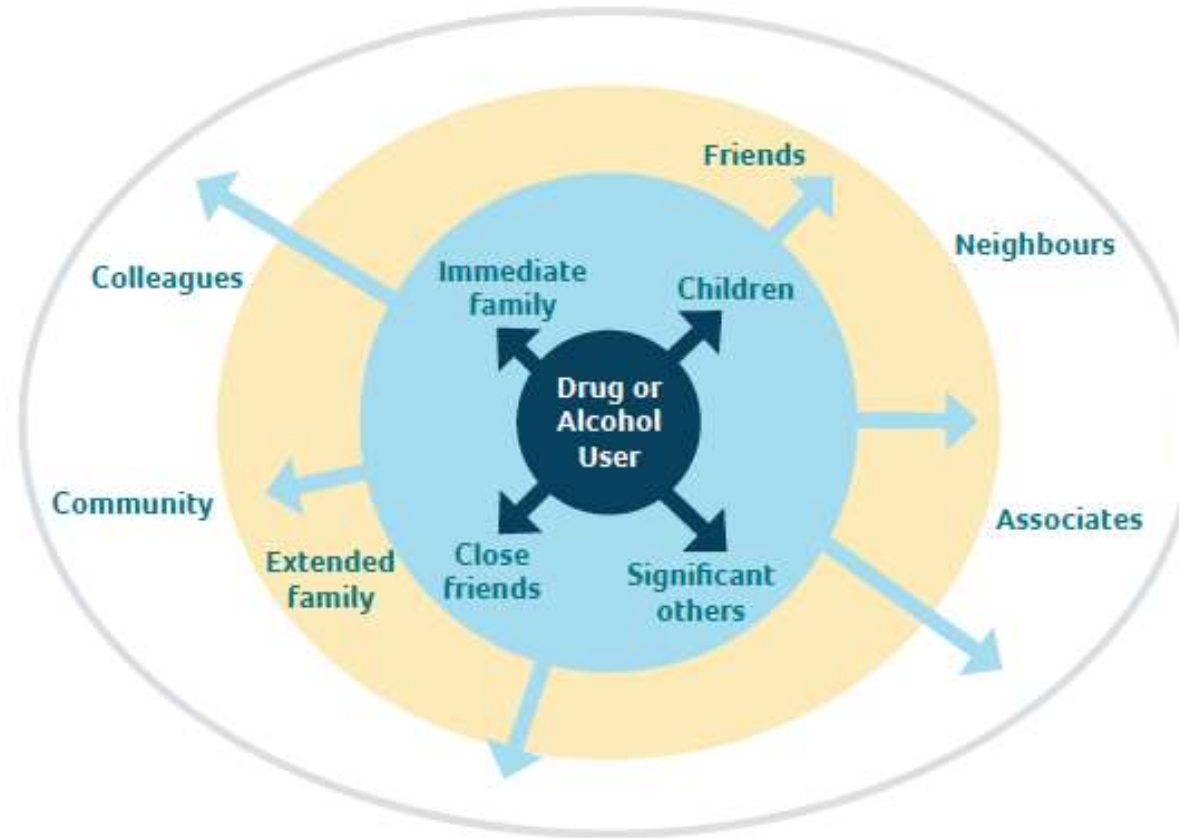 Friends
Neighbours
Colleagues
Immediate
family
Children
Drug or
Alcohol
User
Community
Associates
Extended
family
Close
friends
Significant
others